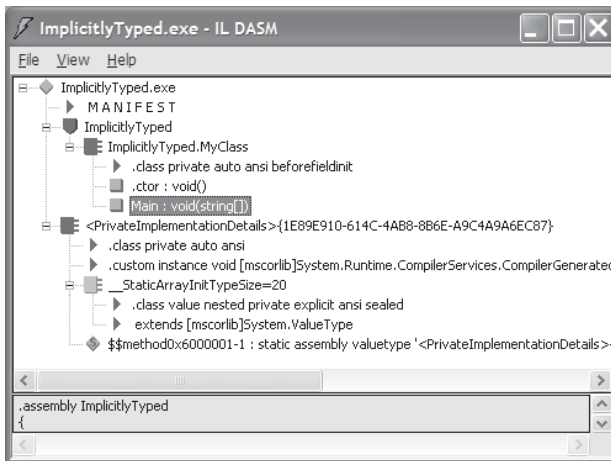 ImplicitlyTyped.exe - IL DASM
File View Help
ImplicitlyTyped.exe
MANIFEST
ImplicitlyTyped
ImplicitlyTyped.MyClass
.class private auto ansi beforefieldinit
.ctor : void()
Main : void(string[])
<PrivateImplementationDetails>{1E89E910-614C-4AB8-8B6E-A9C4A9A6EC87}
.class private auto ansi
.custom instance void [mscorlib]System.Runtime.CompilerServices.CompilerGenerated
__StaticArrayInitTypeSize=20
.class value nested private explicit ansi sealed
extends [mscorlib]System.ValueType
$$method0x6000001-1 : static assembly valuetype '<PrivateImplementationDetails>
.assembly ImplicitlyTyped
{